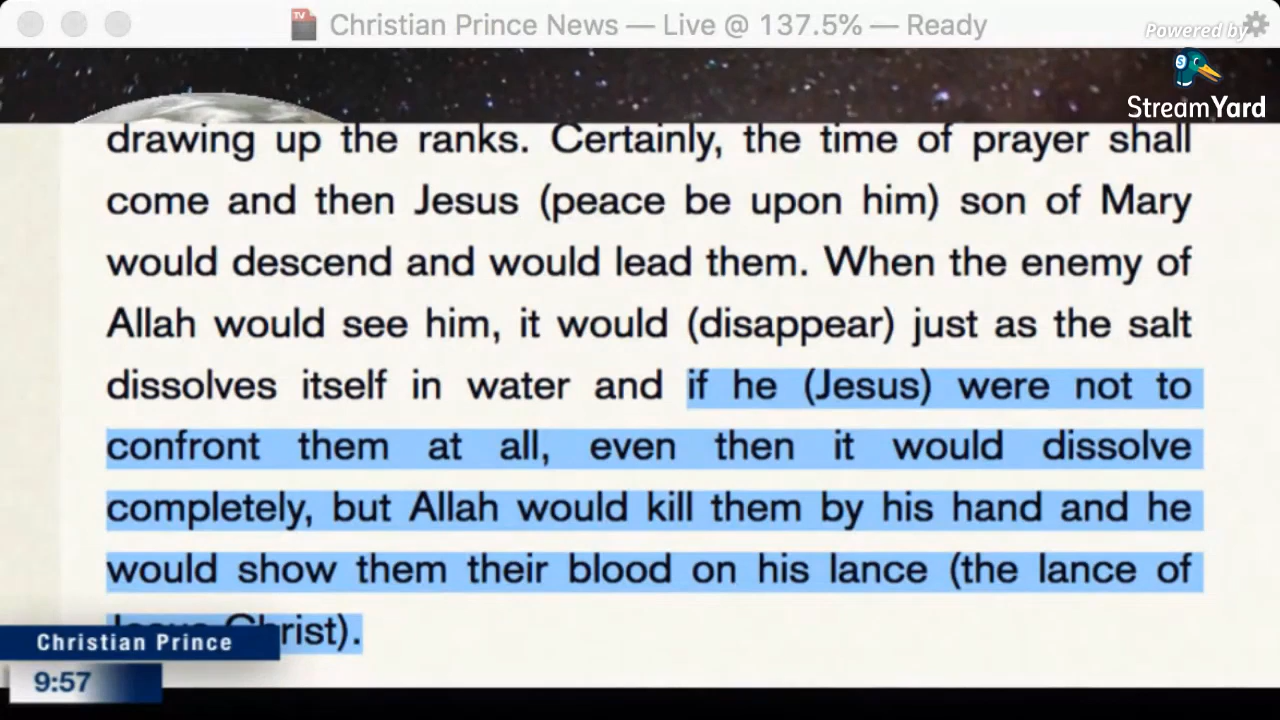 Christian Prince News — Live @ 137.5% — Ready
Powered by
StreamYard
drawing up the ranks. Certainly, the time of prayer shall
come and then Jesus (peace be upon him) son of Mary
would descend and would lead them. When the enemy of
Allah would see him, it would (disappear) just as the salt
dissolves itself in water and if he (Jesus) were not to
confront them at all, even then it would dissolve
completely, but Allah would kill them by his hand and he
would show them their blood on his lance (the lance of
Jesus Christ).
Christian Prince
9:57